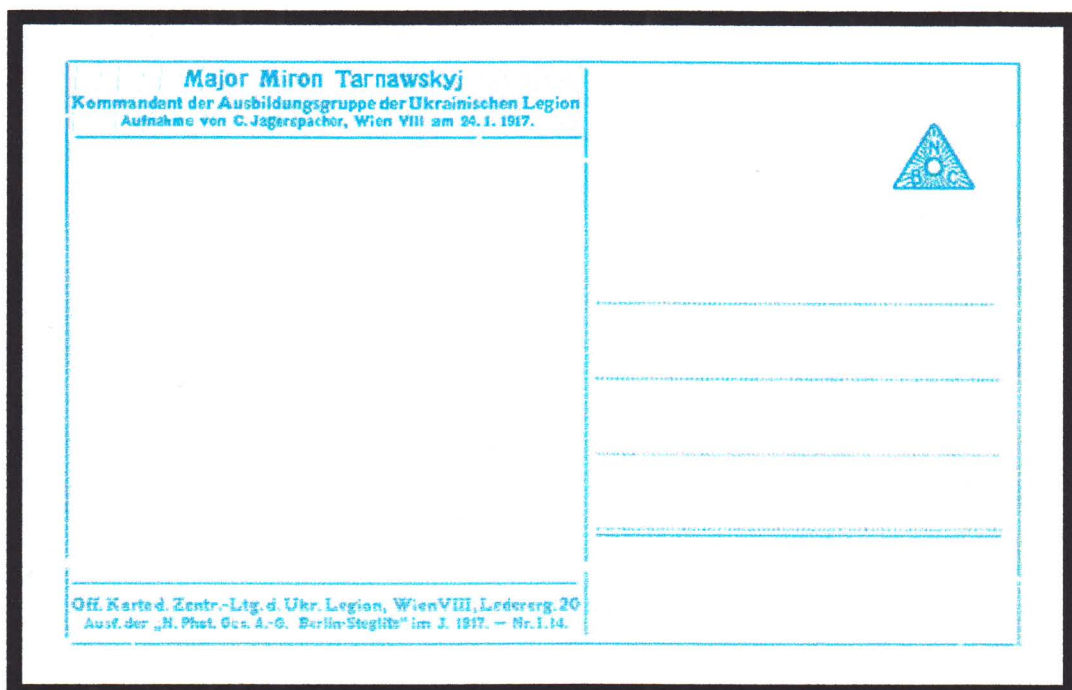 Major Miron Tarnawskyj
Kommandant der Ausbildungsgruppe der Ukrainischen Legion
Aufnahme von C. Jagerspacher, Wien VIII am 24. 1. 1917.
U
N
B C
Off. Karte d. Zentr.-Ltg. d. Ukr. Legion, Wien VIII, Ledererg. 20
Ausf. der „N. Phot. Ges. A.-G. Berlin-Steglitz" im J. 1917. — Nr. 1.14.